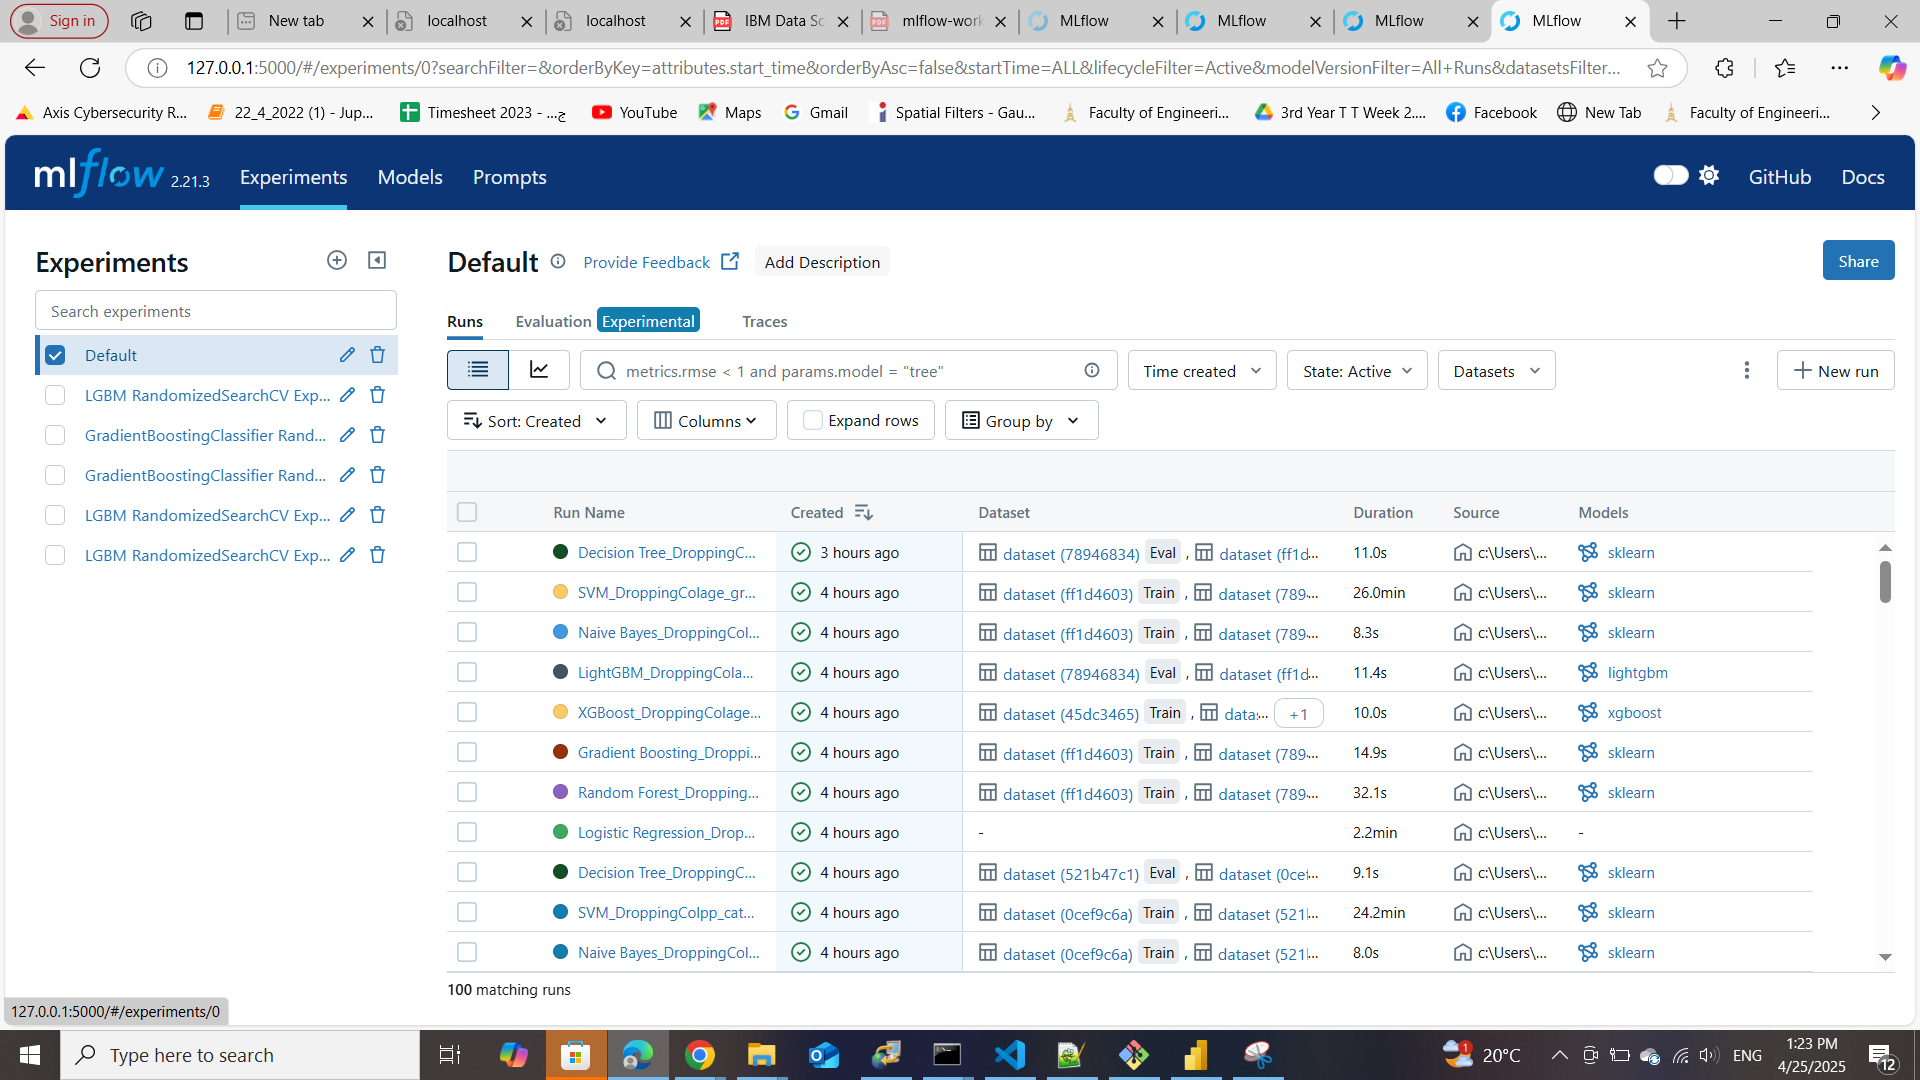 Sign in
New tab
localhost
localhost
IBM Data Sc
mlflow-work
MLflow
MLflow
MLflow
MLflow
127.0.0.1:5000/#/experiments/0?searchFilter=&orderByKey=attributes.start_time&orderByAsc=false&startTime=ALL&lifecycleFilter=Active&modelVersionFilter=All+Runs&datasetsFilter...
Axis Cybersecurity R...
22_4_2022 (1) - Jup...
Timesheet 2023 - ...ج
YouTube
Maps
Gmail
Spatial Filters - Gau...
Faculty of Engineeri...
3rd Year T T Week 2....
Facebook
New Tab
Faculty of Engineeri...
mlflow 2.21.3
Experiments
Models
Prompts
GitHub
Docs
Experiments
Search experiments
Default
LGBM RandomizedSearchCV Exp...
GradientBoostingClassifier Rand...
GradientBoostingClassifier Rand...
LGBM RandomizedSearchCV Exp...
LGBM RandomizedSearchCV Exp...
Default
Provide Feedback
Add Description
Share
Runs
Evaluation Experimental
Traces
metrics.rmse < 1 and params.model = "tree"
Time created
State: Active
Datasets
New run
Sort: Created
Columns
Expand rows
Group by
Run Name Created Dataset Duration Source Models
Decision Tree_DroppingC... 3 hours ago dataset (78946834) Eval , dataset (ff1d... 11.0s c:\Users\... sklearn
SVM_DroppingColage_gr... 4 hours ago dataset (ff1d4603) Train , dataset (789... 26.0min c:\Users\... sklearn
Naive Bayes_DroppingCol... 4 hours ago dataset (ff1d4603) Train , dataset (789... 8.3s c:\Users\... sklearn
LightGBM_DroppingCola... 4 hours ago dataset (78946834) Eval , dataset (ff1d... 11.4s c:\Users\... lightgbm
XGBoost_DroppingColage... 4 hours ago dataset (45dc3465) Train , data... +1 10.0s c:\Users\... xgboost
Gradient Boosting_Droppi... 4 hours ago dataset (ff1d4603) Train , dataset (789... 14.9s c:\Users\... sklearn
Random Forest_Dropping... 4 hours ago dataset (ff1d4603) Train , dataset (789... 32.1s c:\Users\... sklearn
Logistic Regression_Drop... 4 hours ago - 2.2min c:\Users\... -
Decision Tree_DroppingC... 4 hours ago dataset (521b47c1) Eval , dataset (0cef... 9.1s c:\Users\... sklearn
SVM_DroppingColpp_cat... 4 hours ago dataset (0cef9c6a) Train , dataset (521... 24.2min c:\Users\... sklearn
Naive Bayes_DroppingCol... 4 hours ago dataset (0cef9c6a) Train , dataset (521... 8.0s c:\Users\... sklearn
100 matching runs
127.0.0.1:5000/#/experiments/0
Type here to search
1
20°C
ENG
1:23 PM
4/25/2025
12